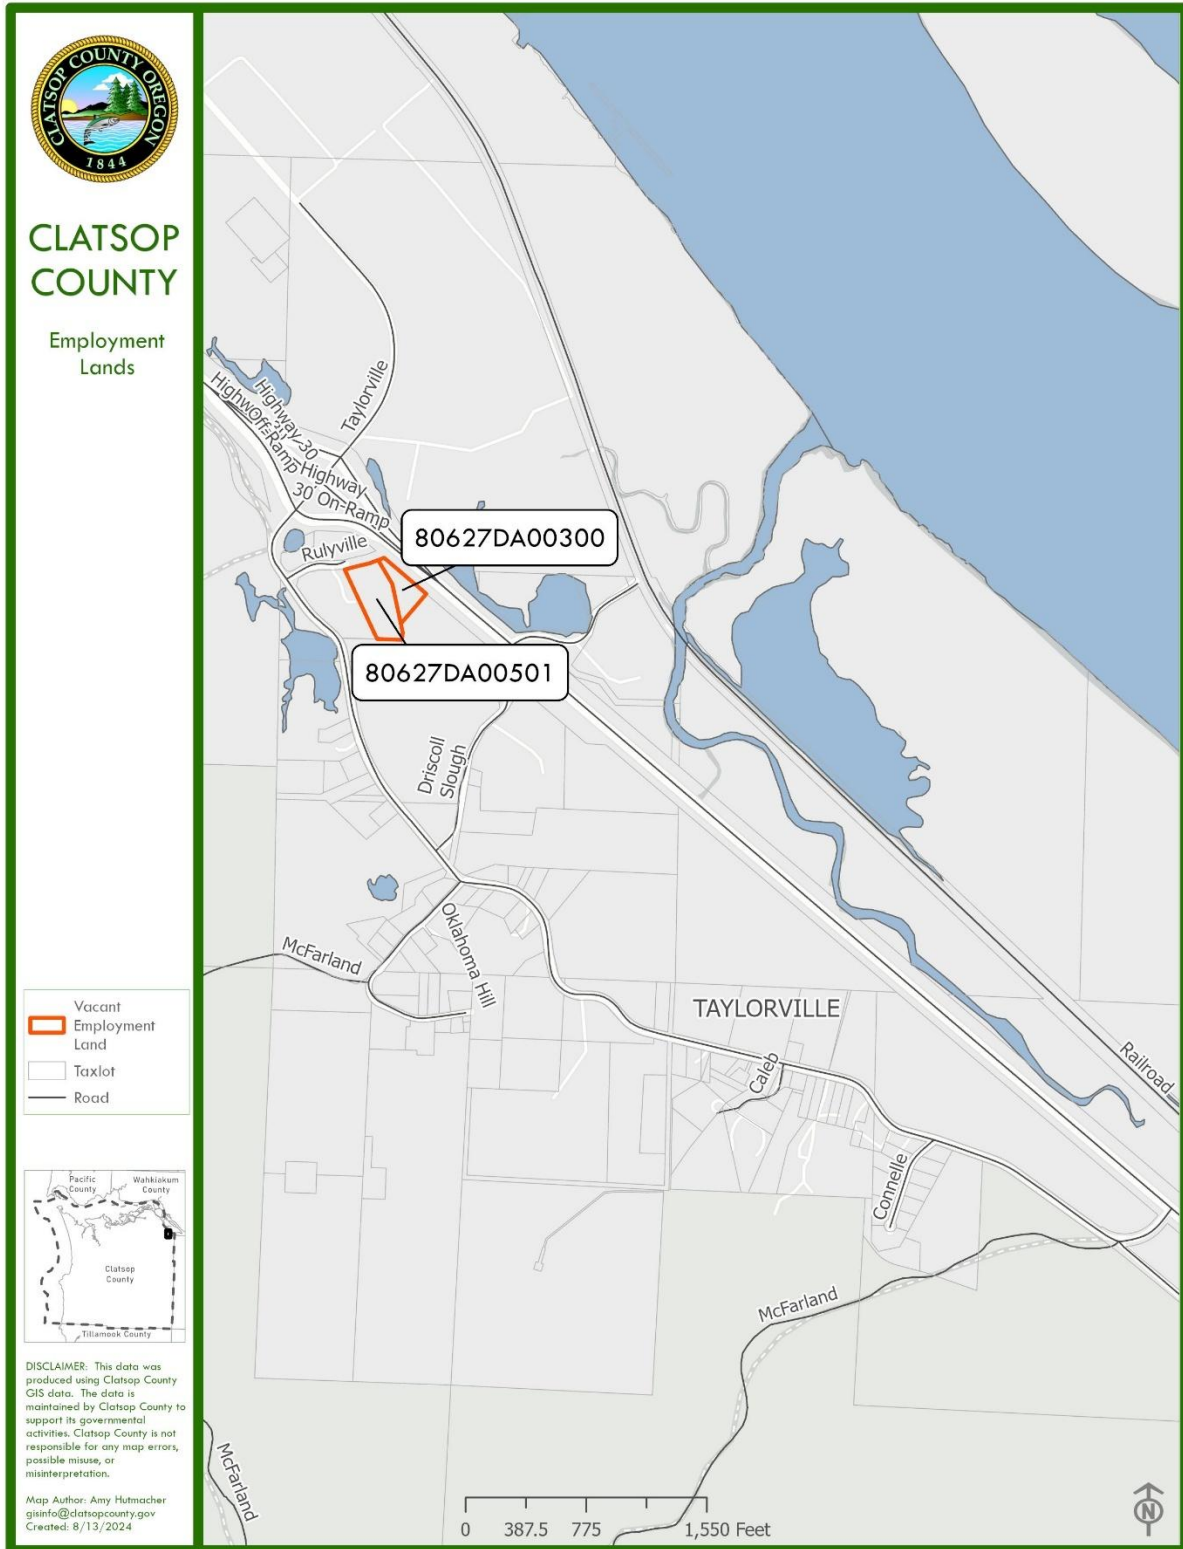 CLATSOP COUNTY OREGON
1844
CLATSOP
COUNTY
Employment
Lands
Vacant
Employment
Land
Taxlot
Road
Pacific
County
Wahkiakum
County
Clatsop
County
Tillamook County
DISCLAIMER: This data was
produced using Clatsop County
GIS data. The data is
maintained by Clatsop County to
support its governmental
activities. Clatsop County is not
responsible for any map errors,
possible misuse, or
misinterpretation.
Map Author: Amy Hutmacher
gisinfo@clatsopcounty.gov
Created: 8/13/2024
Taylorville
Highway 30
Off-Ramp
Highway
30 On-Ramp
Rulyville
80627DA00300
80627DA00501
Driscoll
Slough
Oklahoma Hill
McFarland
TAYLORVILLE
Caleb
Connelle
Railroad
McFarland
McFarland
0 387.5 775 1,550 Feet
N